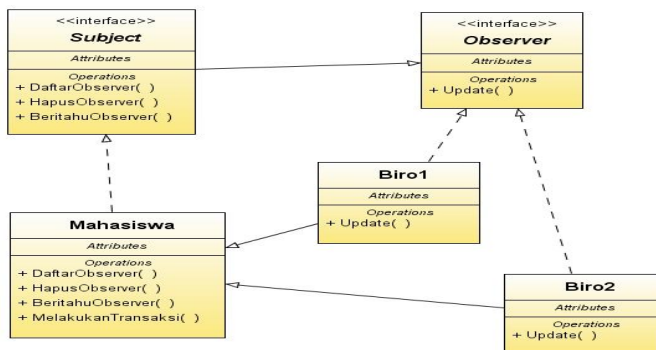 <<interface>>
Subject
Attributes
Operations
+ DaftarObserver( )
+ HapusObserver( )
+ BeritahuObserver( )
<<interface>>
Observer
Attributes
Operations
+ Update( )
Biro1
Attributes
Operations
+ Update( )
Mahasiswa
Attributes
Operations
+ DaftarObserver( )
+ HapusObserver( )
+ BeritahuObserver( )
+ MelakukanTransaksi( )
Biro2
Attributes
Operations
+ Update( )